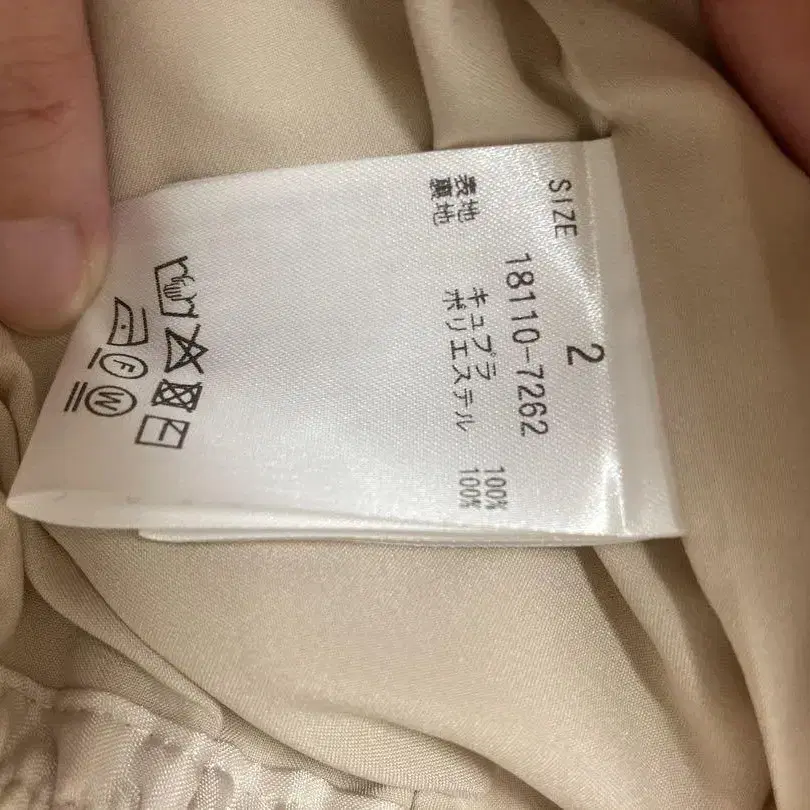 SIZE 2
18110-7262
表地 キュプラ 100%
裏地 ポリエステル 100%
F W